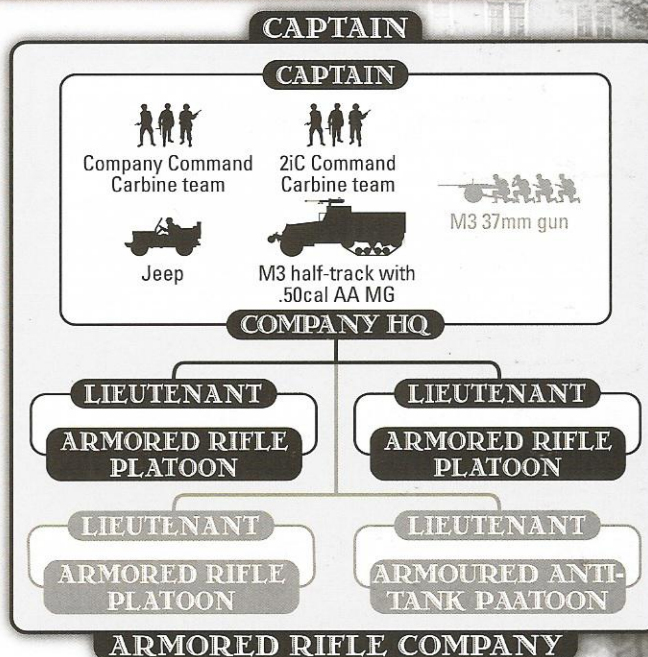 CAPTAIN
CAPTAIN
Company Command
Carbine team
2iC Command
Carbine team
M3 37mm gun
Jeep
M3 half-track with
.50cal AA MG
COMPANY HQ
LIEUTENANT
ARMORED RIFLE
PLATOON
LIEUTENANT
ARMORED RIFLE
PLATOON
LIEUTENANT
ARMORED RIFLE
PLATOON
LIEUTENANT
ARMOURED ANTI-
TANK PAATOON
ARMORED RIFLE COMPANY